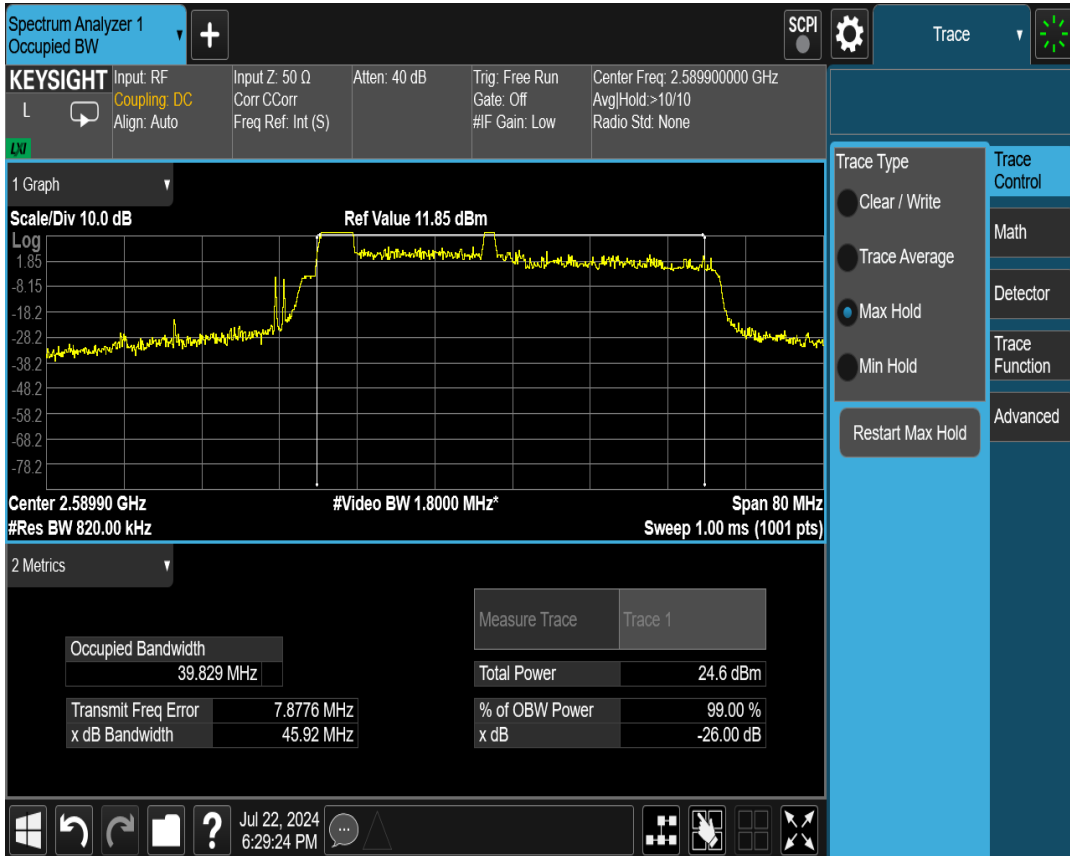 Spectrum Analyzer 1
Occupied BW
+
SCPI
Trace
KEYSIGHT
L
LXI
Input: RF
Coupling: DC
Align: Auto
Input Z: 50 Ω
Corr CCorr
Freq Ref: Int (S)
Atten: 40 dB
Trig: Free Run
Gate: Off
#IF Gain: Low
Center Freq: 2.589900000 GHz
Avg|Hold:>10/10
Radio Std: None
1 Graph
Scale/Div 10.0 dB
Ref Value 11.85 dBm
Log
1.85
-8.15
-18.2
-28.2
-38.2
-48.2
-58.2
-68.2
-78.2
Center 2.58990 GHz
#Video BW 1.8000 MHz*
Span 80 MHz
#Res BW 820.00 kHz
Sweep 1.00 ms (1001 pts)
2 Metrics
Measure Trace
Trace 1
Occupied Bandwidth
39.829 MHz
Total Power
24.6 dBm
Transmit Freq Error
7.8776 MHz
% of OBW Power
99.00 %
x dB Bandwidth
45.92 MHz
x dB
-26.00 dB
Trace Type
Clear / Write
Trace Average
Max Hold
Min Hold
Restart Max Hold
Trace
Control
Math
Detector
Trace
Function
Advanced
?
Jul 22, 2024
6:29:24 PM